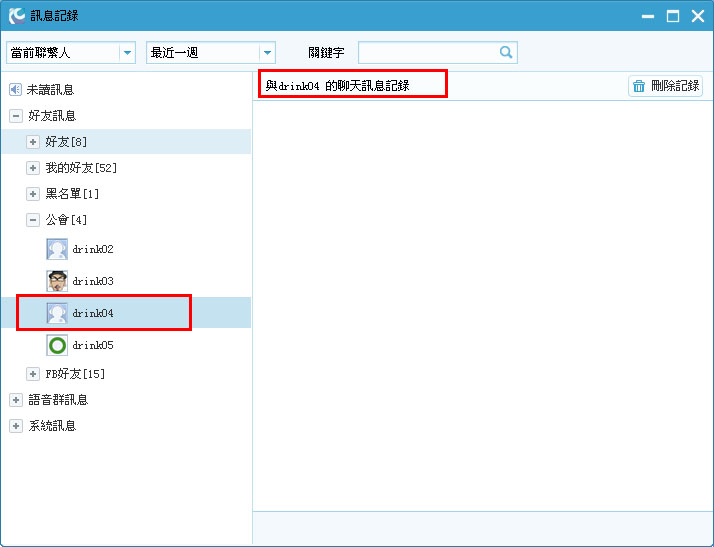 訊息記錄
當前聯繫人
最近一週
關鍵字
未讀訊息
與drink04 的聊天訊息記錄
刪除記錄
好友訊息
好友[8]
我的好友[52]
黑名單[1]
公會[4]
drink02
drink03
drink04
drink05
FB好友[15]
語音群訊息
系統訊息